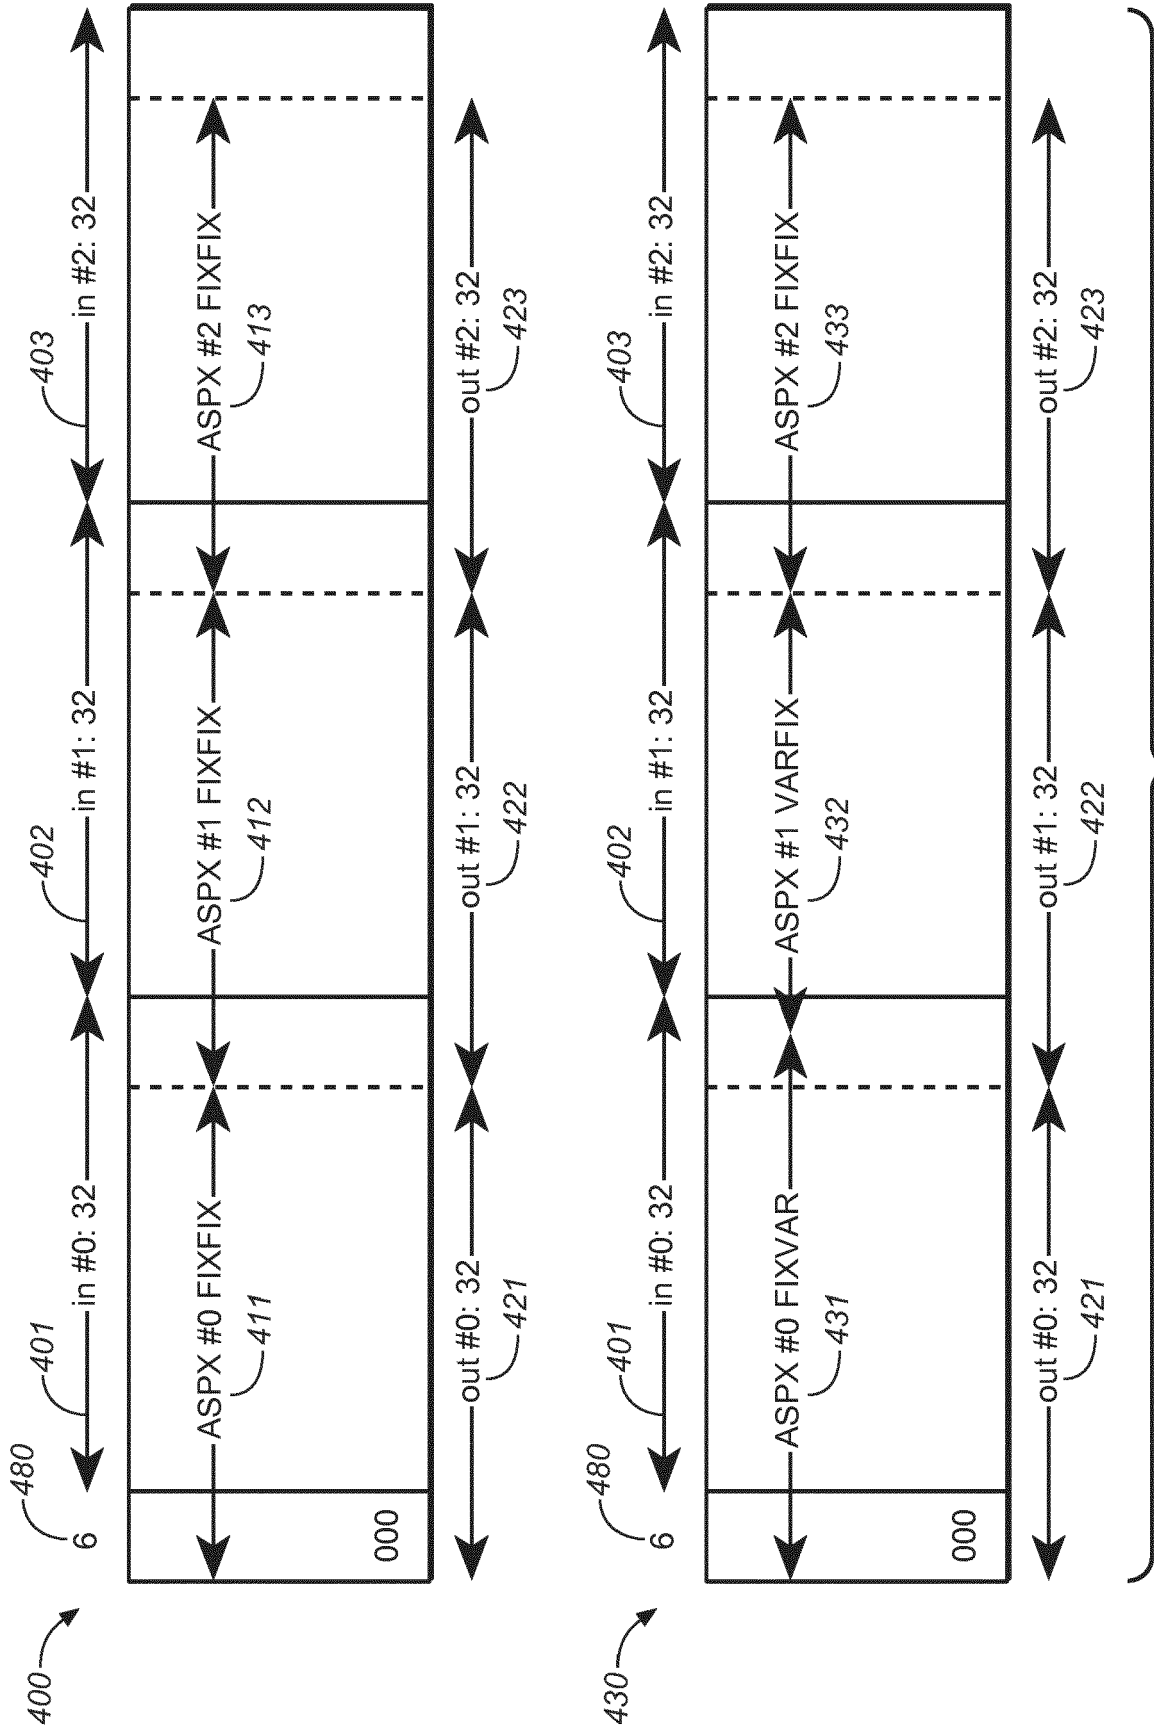 400
480
6
401
in #0: 32
402
in #1: 32
403
in #2: 32
ASPX #0 FIXFIX
411
ASPX #1 FIXFIX
412
ASPX #2 FIXFIX
413
000
out #0: 32
421
out #1: 32
422
out #2: 32
423
430
480
6
401
in #0: 32
402
in #1: 32
403
in #2: 32
ASPX #0 FIXVAR
431
ASPX #1 VARFIX
432
ASPX #2 FIXFIX
433
000
out #0: 32
421
out #1: 32
422
out #2: 32
423